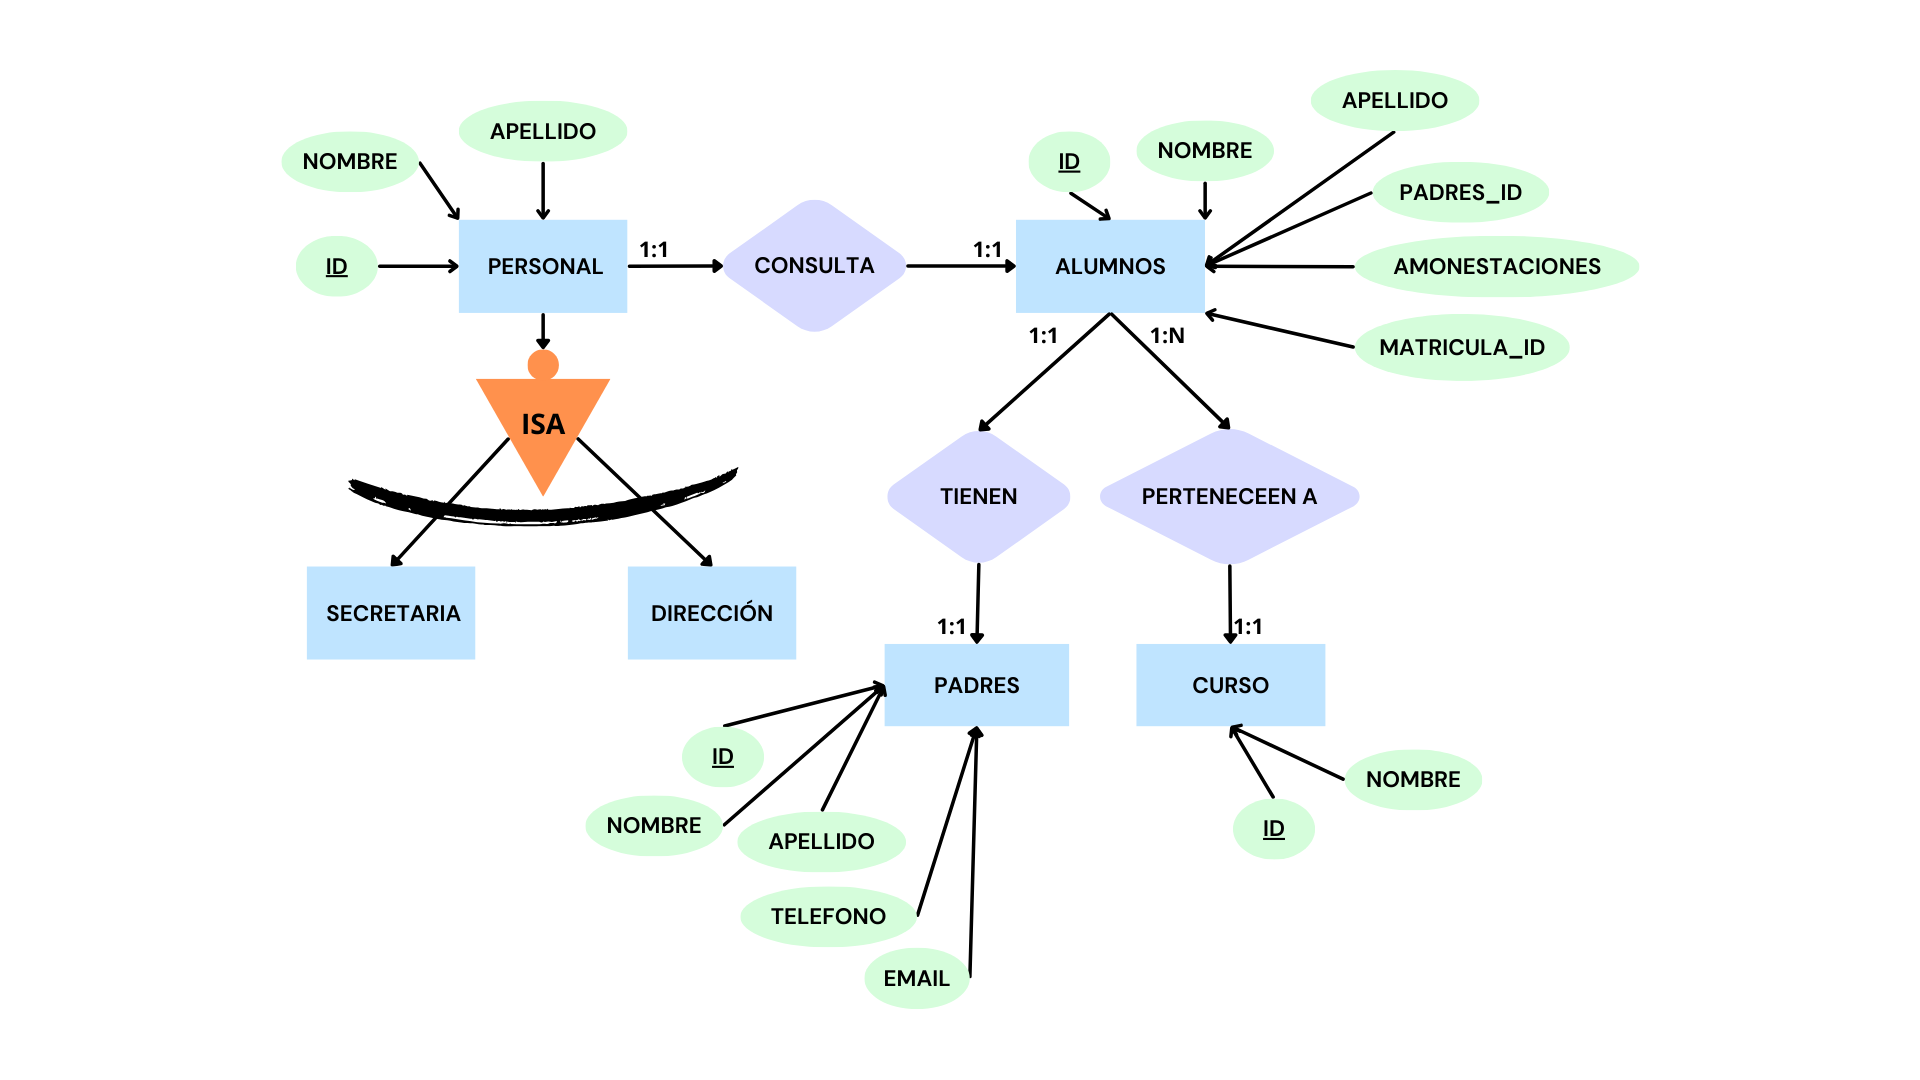 APELLIDO
NOMBRE
ID
PERSONAL
1:1
CONSULTA
1:1
ID
NOMBRE
APELLIDO
PADRES_ID
ALUMNOS
AMONESTACIONES
MATRICULA_ID
1:1
1:N
ISA
TIENEN
PERTENECEEN A
SECRETARIA
DIRECCIÓN
1:1
1:1
PADRES
CURSO
ID
NOMBRE
APELLIDO
TELEFONO
EMAIL
NOMBRE
ID